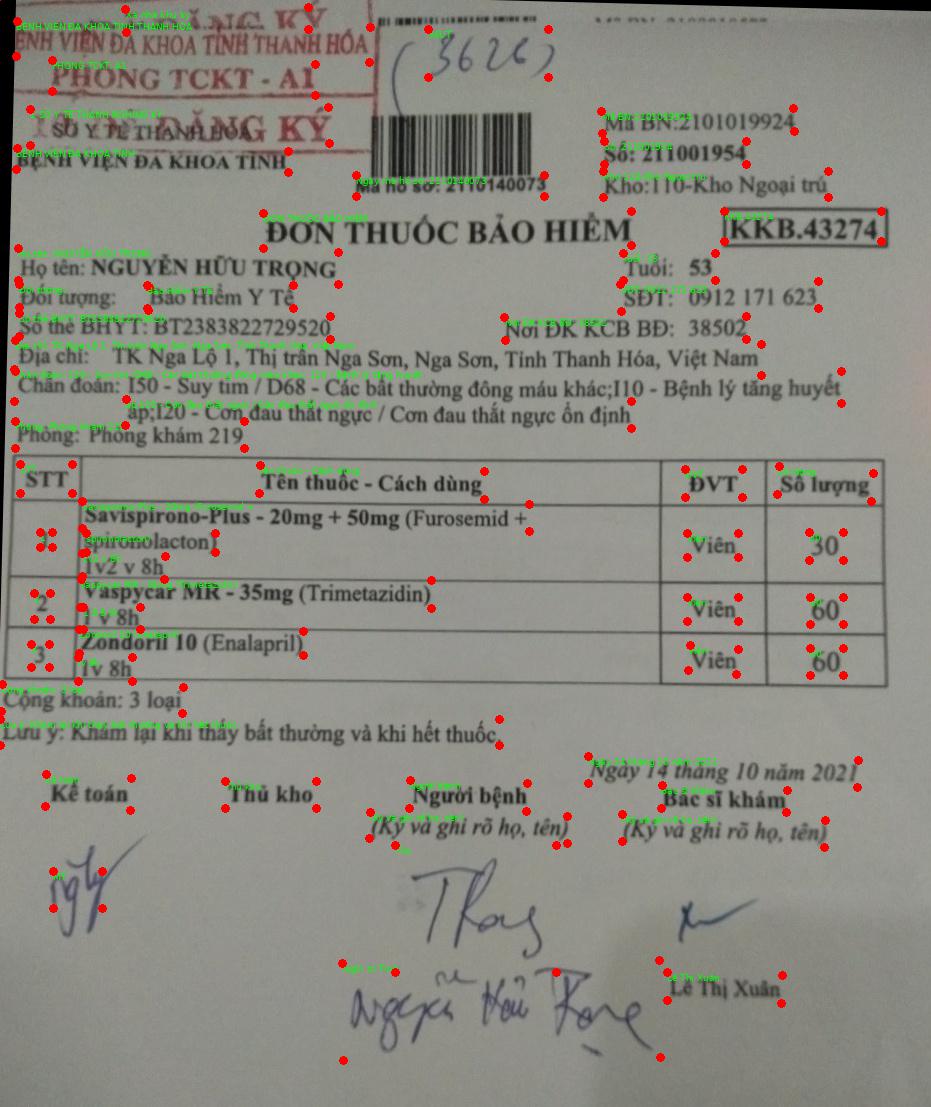 ĐĂNG KÝ
BỆNH VIỆN ĐA KHOA TỈNH THANH HÓA
PHÒNG TCKT - A1
ĐĂNG KÝ
(3626)
SỞ Y TẾ THANH HÓA
BỆNH VIỆN ĐA KHOA TỈNH
Mã hồ sơ: 2110140073
Mã BN:2101019924
Số: 211001954
Kho:110-Kho Ngoại trú
ĐƠN THUỐC BẢO HIỂM
KKB.43274
Họ tên: NGUYỄN HỮU TRỌNG
Tuổi: 53
Đối tượng: Bảo Hiểm Y Tế
SĐT: 0912 171 623
Số thẻ BHYT: BT2383822729520
Nơi ĐK KCB BĐ: 38502
Địa chỉ: TK Nga Lộ 1, Thị trấn Nga Sơn, Nga Sơn, Tỉnh Thanh Hóa, Việt Nam
Chẩn đoán: I50 - Suy tim / D68 - Các bất thường đông máu khác;I10 - Bệnh lý tăng huyết
áp;I20 - Cơn đau thắt ngực / Cơn đau thắt ngực ổn định
Phòng: Phòng khám 219
STT Tên thuốc - Cách dùng ĐVT Số lượng
1 Savispirono-Plus - 20mg + 50mg (Furosemid +
spironolacton) Viên 30
1v2 v 8h
2 Vaspycar MR - 35mg (Trimetazidin) Viên 60
1 v 8h
3 Zondoril 10 (Enalapril) Viên 60
1v 8h
Cộng khoản: 3 loại
Lưu ý: Khám lại khi thấy bất thường và khi hết thuốc.
Ngày 14 tháng 10 năm 2021
Kế toán Thủ kho Người bệnh Bác sĩ khám
(Ký và ghi rõ họ, tên) (Ký và ghi rõ họ, tên)
Trọng
Nguyễn Hữu Trọng
Lê Thị Xuân